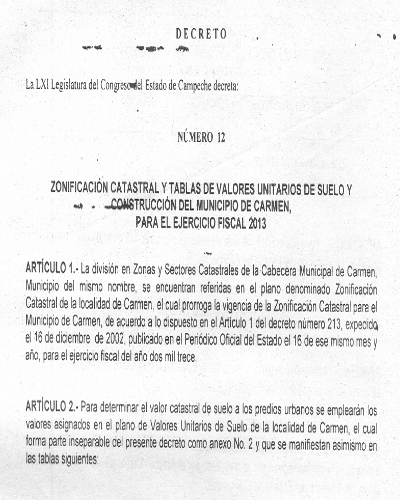 DECRETO
La LXI Legislatura del Congreso del Estado de Campeche decreta:
NÚMERO 12
ZONIFICACIÓN CATASTRAL Y TABLAS DE VALORES UNITARIOS DE SUELO Y
CONSTRUCCIÓN DEL MUNICIPIO DE CARMEN,
PARA EL EJERCICIO FISCAL 2013
ARTÍCULO 1.- La división en Zonas y Sectores Catastrales de la Cabecera Municipal de Carmen,
Municipio del mismo nombre, se encuentran referidas en el plano denominado Zonificación
Catastral de la localidad de Carmen, el cual prorroga la vigencia de la Zonificación Catastral para el
Municipio de Carmen, de acuerdo a lo dispuesto en el Artículo 1 del decreto número 213, expedido
el 16 de diciembre de 2002, publicado en el Periódico Oficial del Estado el 16 de ese mismo mes y
año, para el ejercicio fiscal del año dos mil trece.
ARTÍCULO 2.- Para determinar el valor catastral de suelo a los predios urbanos se emplearán los
valores asignados en el plano de Valores Unitarios de Suelo de la localidad de Carmen, el cual
forma parte inseparable del presente decreto como anexo No. 2 y que se manifiestan asimismo en
las tablas siguientes: